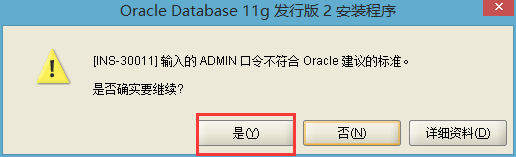 Oracle Database 11g 发行版 2 安装程序
[INS-30011] 输入的 ADMIN 口令不符合 Oracle 建议的标准。
是否确实要继续?
是(Y) 否(N) 详细资料(D)